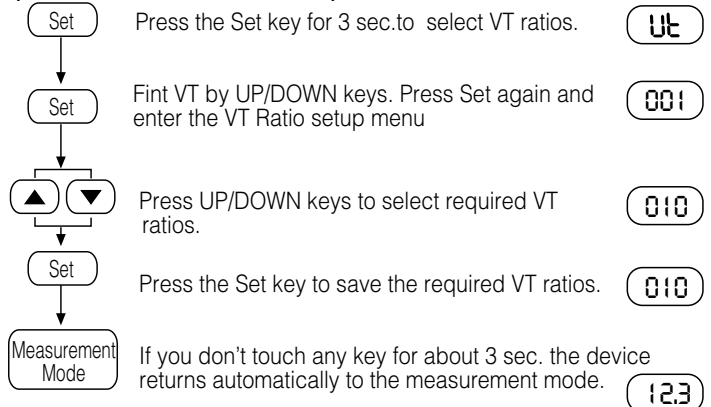 Set
Press the Set key for 3 sec.to select VT ratios.
Ut
Set
Fint VT by UP/DOWN keys. Press Set again and
enter the VT Ratio setup menu
001
Press UP/DOWN keys to select required VT
ratios.
010
Set
Press the Set key to save the required VT ratios.
010
Measurement
Mode
If you don't touch any key for about 3 sec. the device
returns automatically to the measurement mode.
12,3